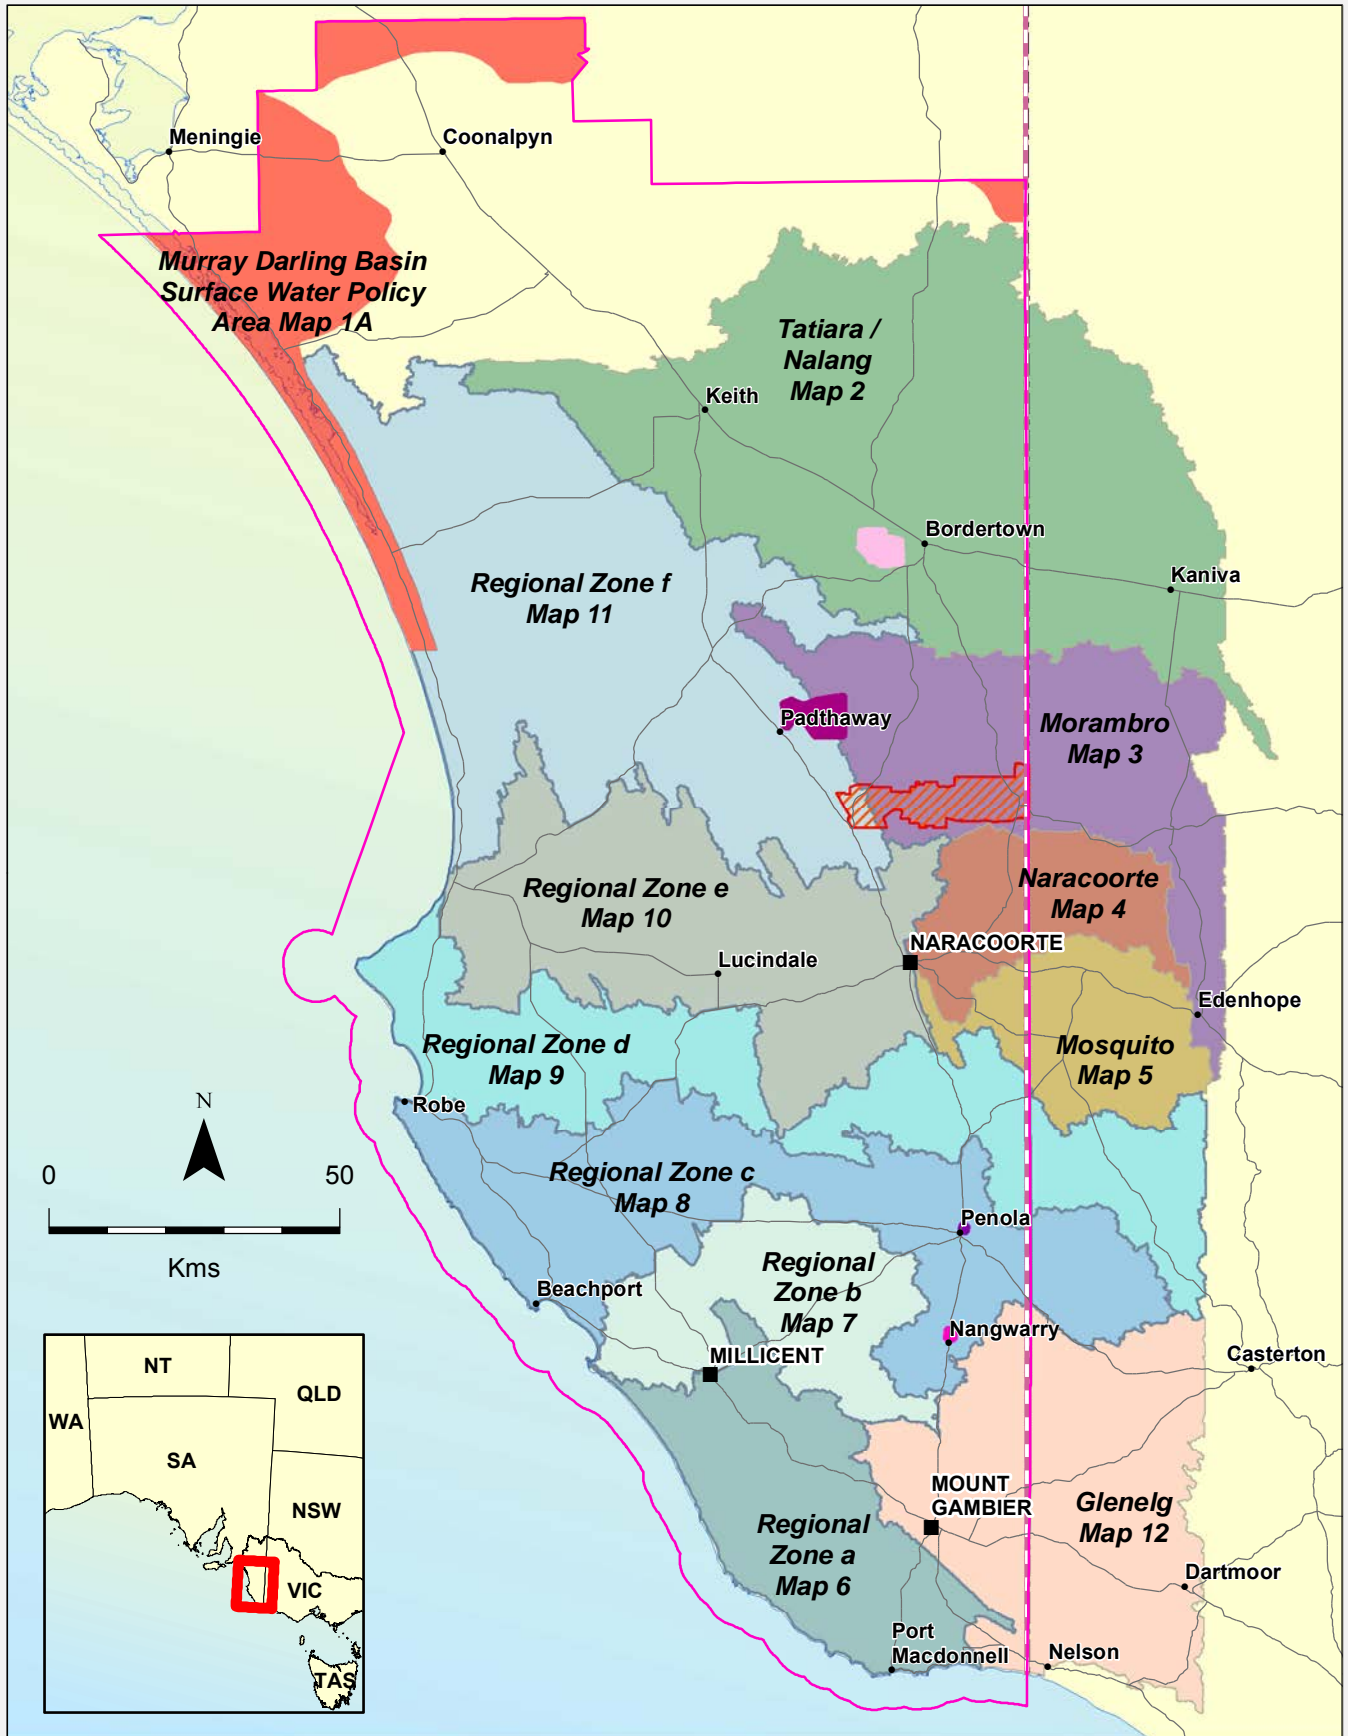 Meningie
Coonalpyn
Murray Darling Basin
Surface Water Policy
Area Map 1A
Tatiara /
Nalang
Map 2
Keith
Bordertown
Kaniva
Regional Zone f
Map 11
Padthaway
Morambro
Map 3
Regional Zone e
Map 10
Naracoorte
Map 4
NARACOORTE
Lucindale
Edenhope
Regional Zone d
Map 9
Mosquito
Map 5
Robe
N
0
50
Kms
Regional Zone c
Map 8
Penola
Regional
Zone b
Map 7
Beachport
Nangwarry
MILLICENT
Casterton
MOUNT
GAMBIER
Glenelg
Map 12
Regional
Zone a
Map 6
Dartmoor
Port
Macdonnell
Nelson
NT
QLD
WA
SA
NSW
VIC
TAS